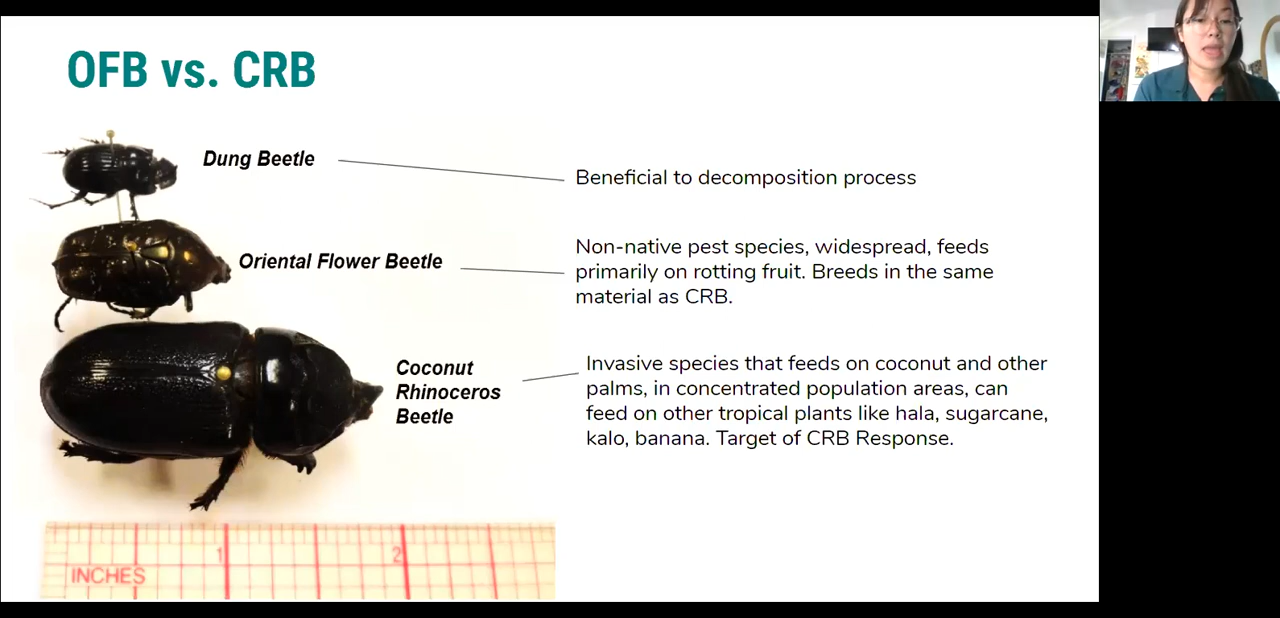 OFB vs. CRB
Dung Beetle
Beneficial to decomposition process
Oriental Flower Beetle
Non-native pest species, widespread, feeds
primarily on rotting fruit. Breeds in the same
material as CRB.
Coconut
Rhinoceros
Beetle
Invasive species that feeds on coconut and other
palms, in concentrated population areas, can
feed on other tropical plants like hala, sugarcane,
kalo, banana. Target of CRB Response.
1 2
INCHES